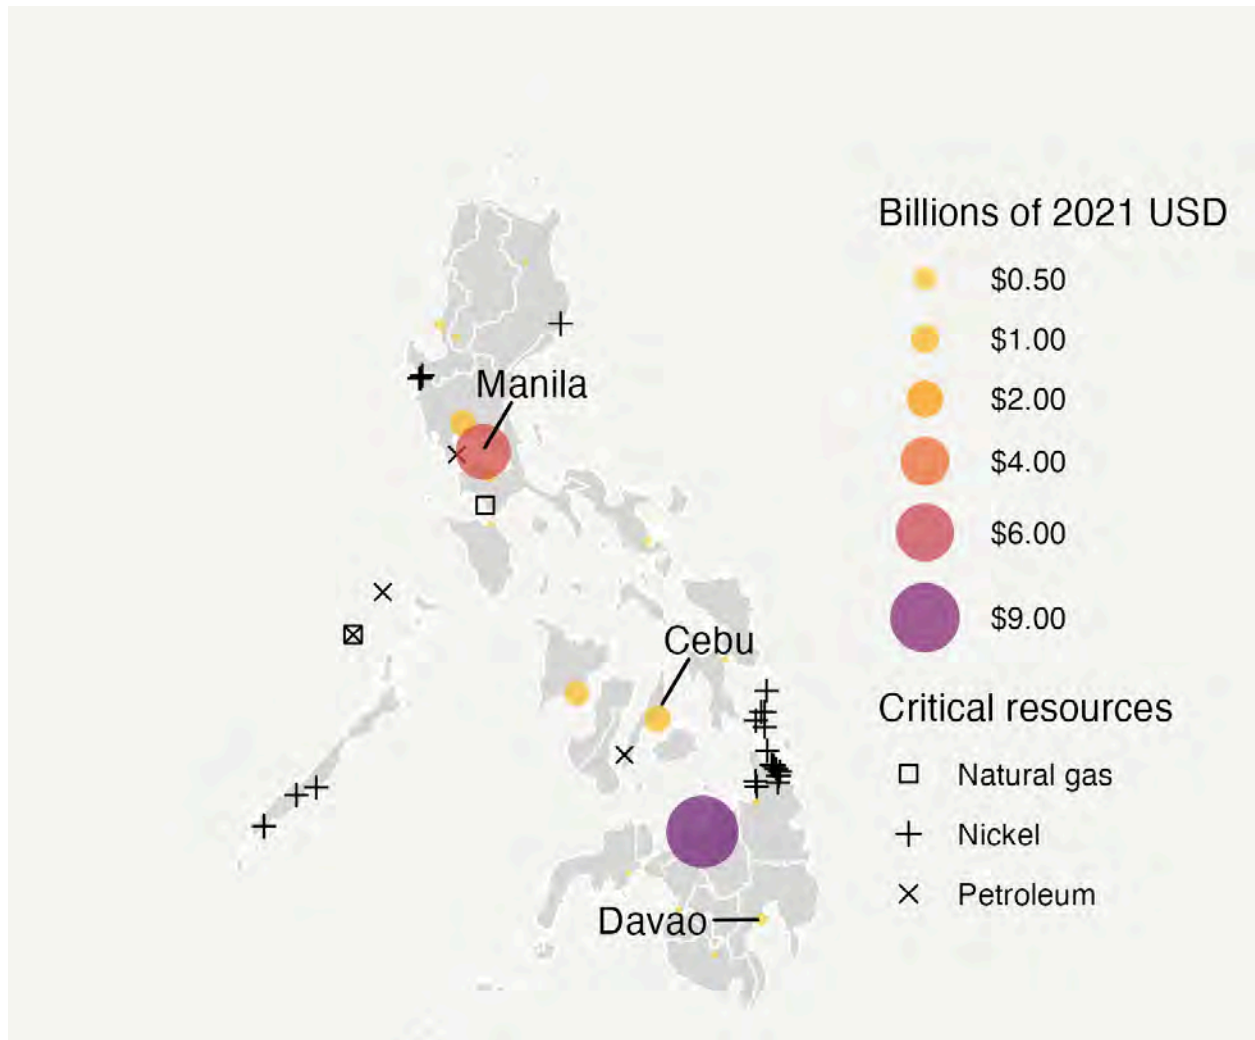 Billions of 2021 USD
$0.50
$1.00
$2.00
$4.00
$6.00
$9.00
Critical resources
Natural gas
Nickel
Petroleum
Manila
Cebu
Davao